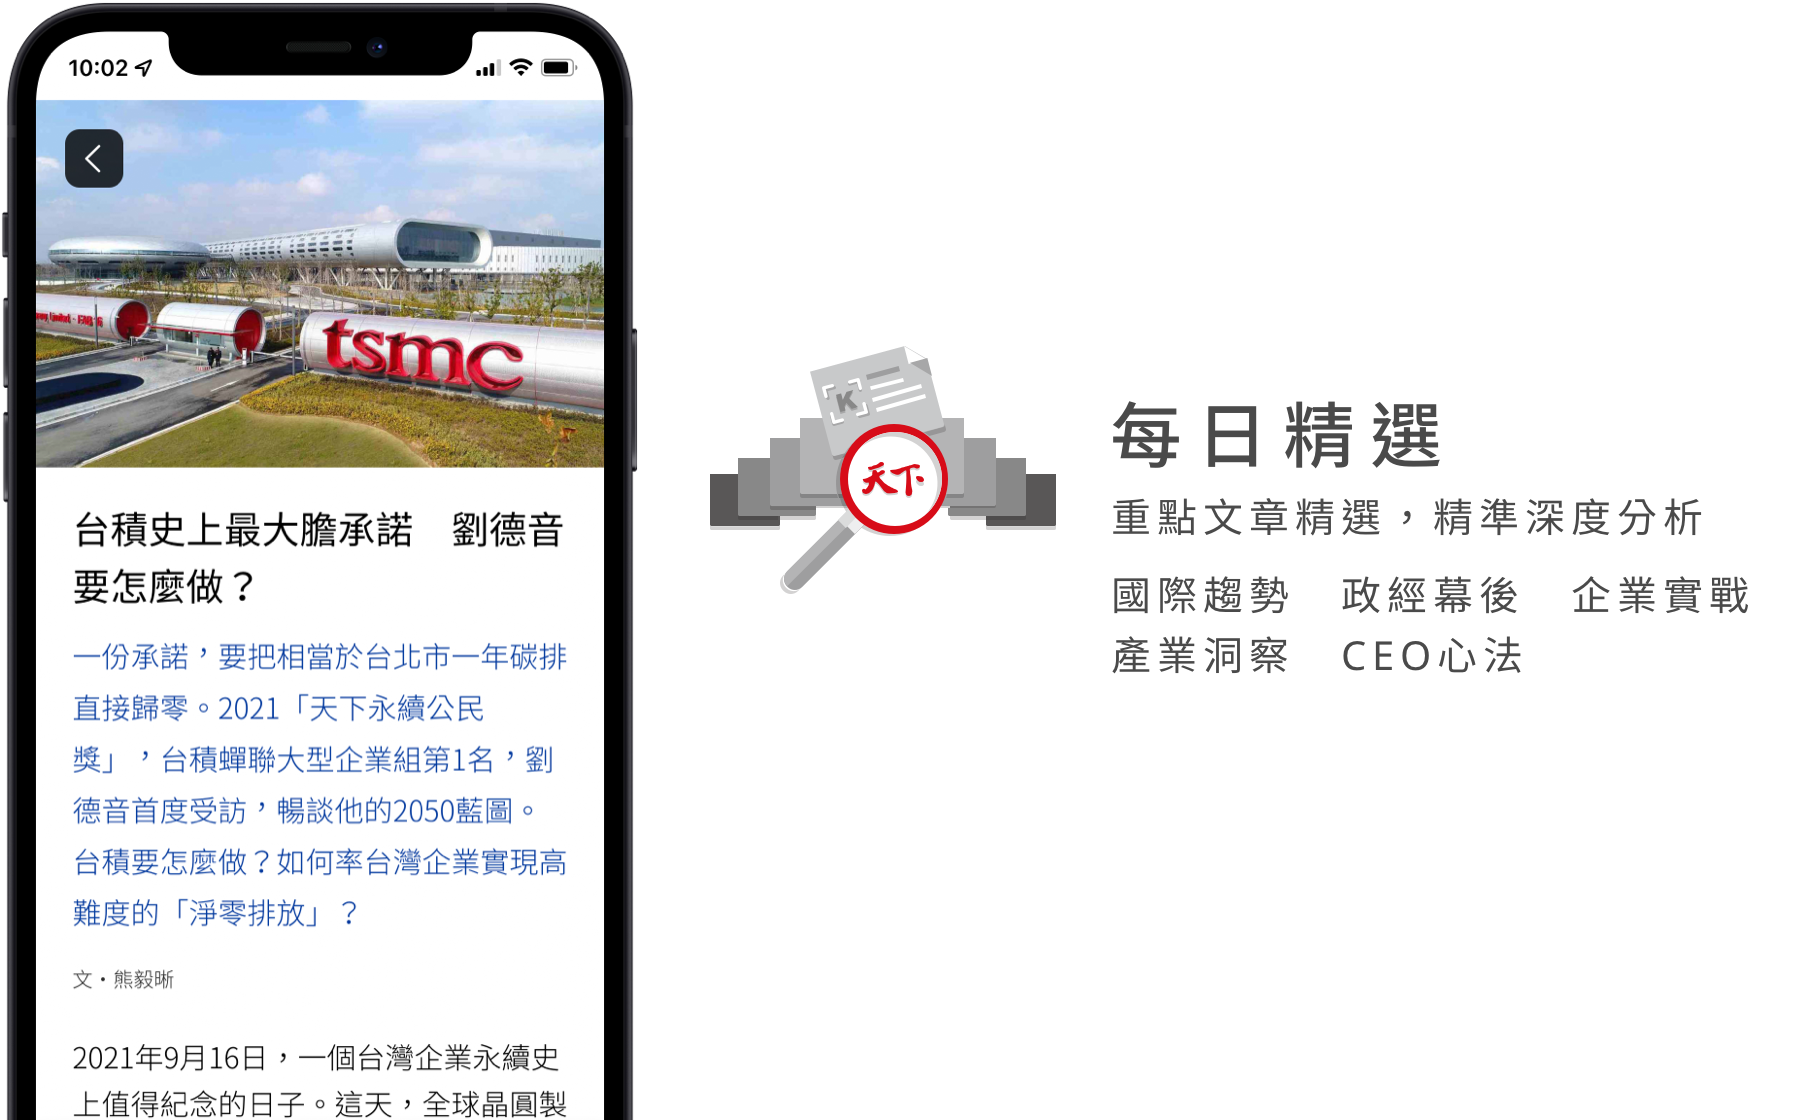 10:02
tsmc
台積史上最大膽承諾　劉德音
要怎麼做？
一份承諾，要把相當於台北市一年碳排
直接歸零。2021「天下永續公民
獎」，台積蟬聯大型企業組第1名，劉
德音首度受訪，暢談他的2050藍圖。
台積要怎麼做？如何率台灣企業實現高
難度的「淨零排放」？
文・熊毅晰
2021年9月16日，一個台灣企業永續史
上值得紀念的日子。這天，全球晶圓製
K
天下
每日精選
重點文章精選，精準深度分析
國際趨勢　政經幕後　企業實戰
產業洞察　CEO心法